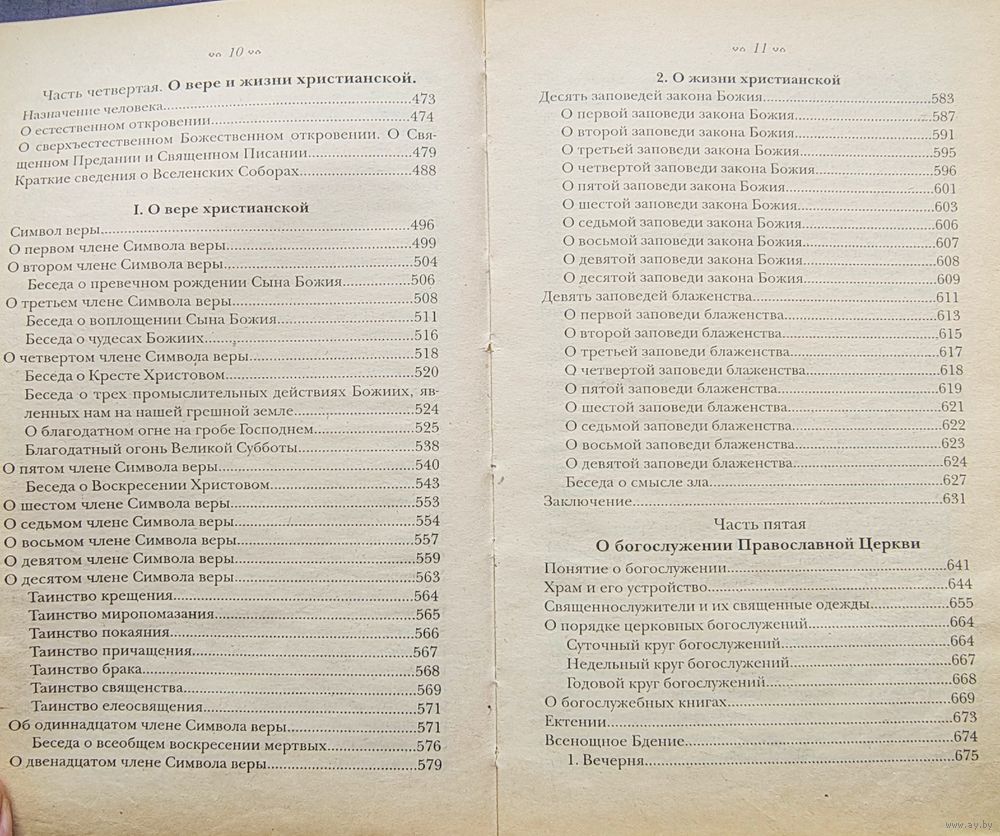 10
Часть четвертая. О вере и жизни христианской.
Назначение человека.....473
О естественном откровении.....474
О сверхъестественном Божественном откровении. О Свя-
щенном Предании и Священном Писании.....479
Краткие сведения о Вселенских Соборах.....488
I. О вере христианской
Символ веры.....496
О первом члене Символа веры.....499
О втором члене Символа веры.....504
Беседа о превечном рождении Сына Божия.....506
О третьем члене Символа веры.....508
Беседа о воплощении Сына Божия.....511
Беседа о чудесах Божиих.....516
О четвертом члене Символа веры.....518
Беседа о Кресте Христовом.....520
Беседа о трех промыслительных действиях Божиих, яв-
ленных нам на нашей грешной земле.....524
О благодатном огне на гробе Господнем.....525
Благодатный огонь Великой Субботы.....538
О пятом члене Символа веры.....540
Беседа о Воскресении Христовом.....543
О шестом члене Символа веры.....553
О седьмом члене Символа веры.....554
О восьмом члене Символа веры.....557
О девятом члене Символа веры.....559
О десятом члене Символа веры.....563
Таинство крещения.....564
Таинство миропомазания.....565
Таинство покаяния.....566
Таинство причащения.....567
Таинство брака.....568
Таинство священства.....569
Таинство елеосвящения.....571
Об одиннадцатом члене Символа веры.....571
Беседа о всеобщем воскресении мертвых.....576
О двенадцатом члене Символа веры.....579
11
2. О жизни христианской
Десять заповедей закона Божия.....583
О первой заповеди закона Божия.....587
О второй заповеди закона Божия.....591
О третьей заповеди закона Божия.....595
О четвертой заповеди закона Божия.....596
О пятой заповеди закона Божия.....601
О шестой заповеди закона Божия.....603
О седьмой заповеди закона Божия.....606
О восьмой заповеди закона Божия.....607
О девятой заповеди закона Божия.....608
О десятой заповеди закона Божия.....609
Девять заповедей блаженства.....611
О первой заповеди блаженства.....613
О второй заповеди блаженства.....615
О третьей заповеди блаженства.....617
О четвертой заповеди блаженства.....618
О пятой заповеди блаженства.....619
О шестой заповеди блаженства.....621
О седьмой заповеди блаженства.....622
О восьмой заповеди блаженства.....623
О девятой заповеди блаженства.....624
Беседа о смысле зла.....627
Заключение.....631
Часть пятая
О богослужении Православной Церкви
Понятие о богослужении.....641
Храм и его устройство.....644
Священнослужители и их священные одежды.....655
О порядке церковных богослужений.....664
Суточный круг богослужений.....664
Недельный круг богослужений.....667
Годовой круг богослужений.....668
О богослужебных книгах.....669
Ектении.....673
Всенощное Бдение.....674
1. Вечерня.....675
www.ay.by